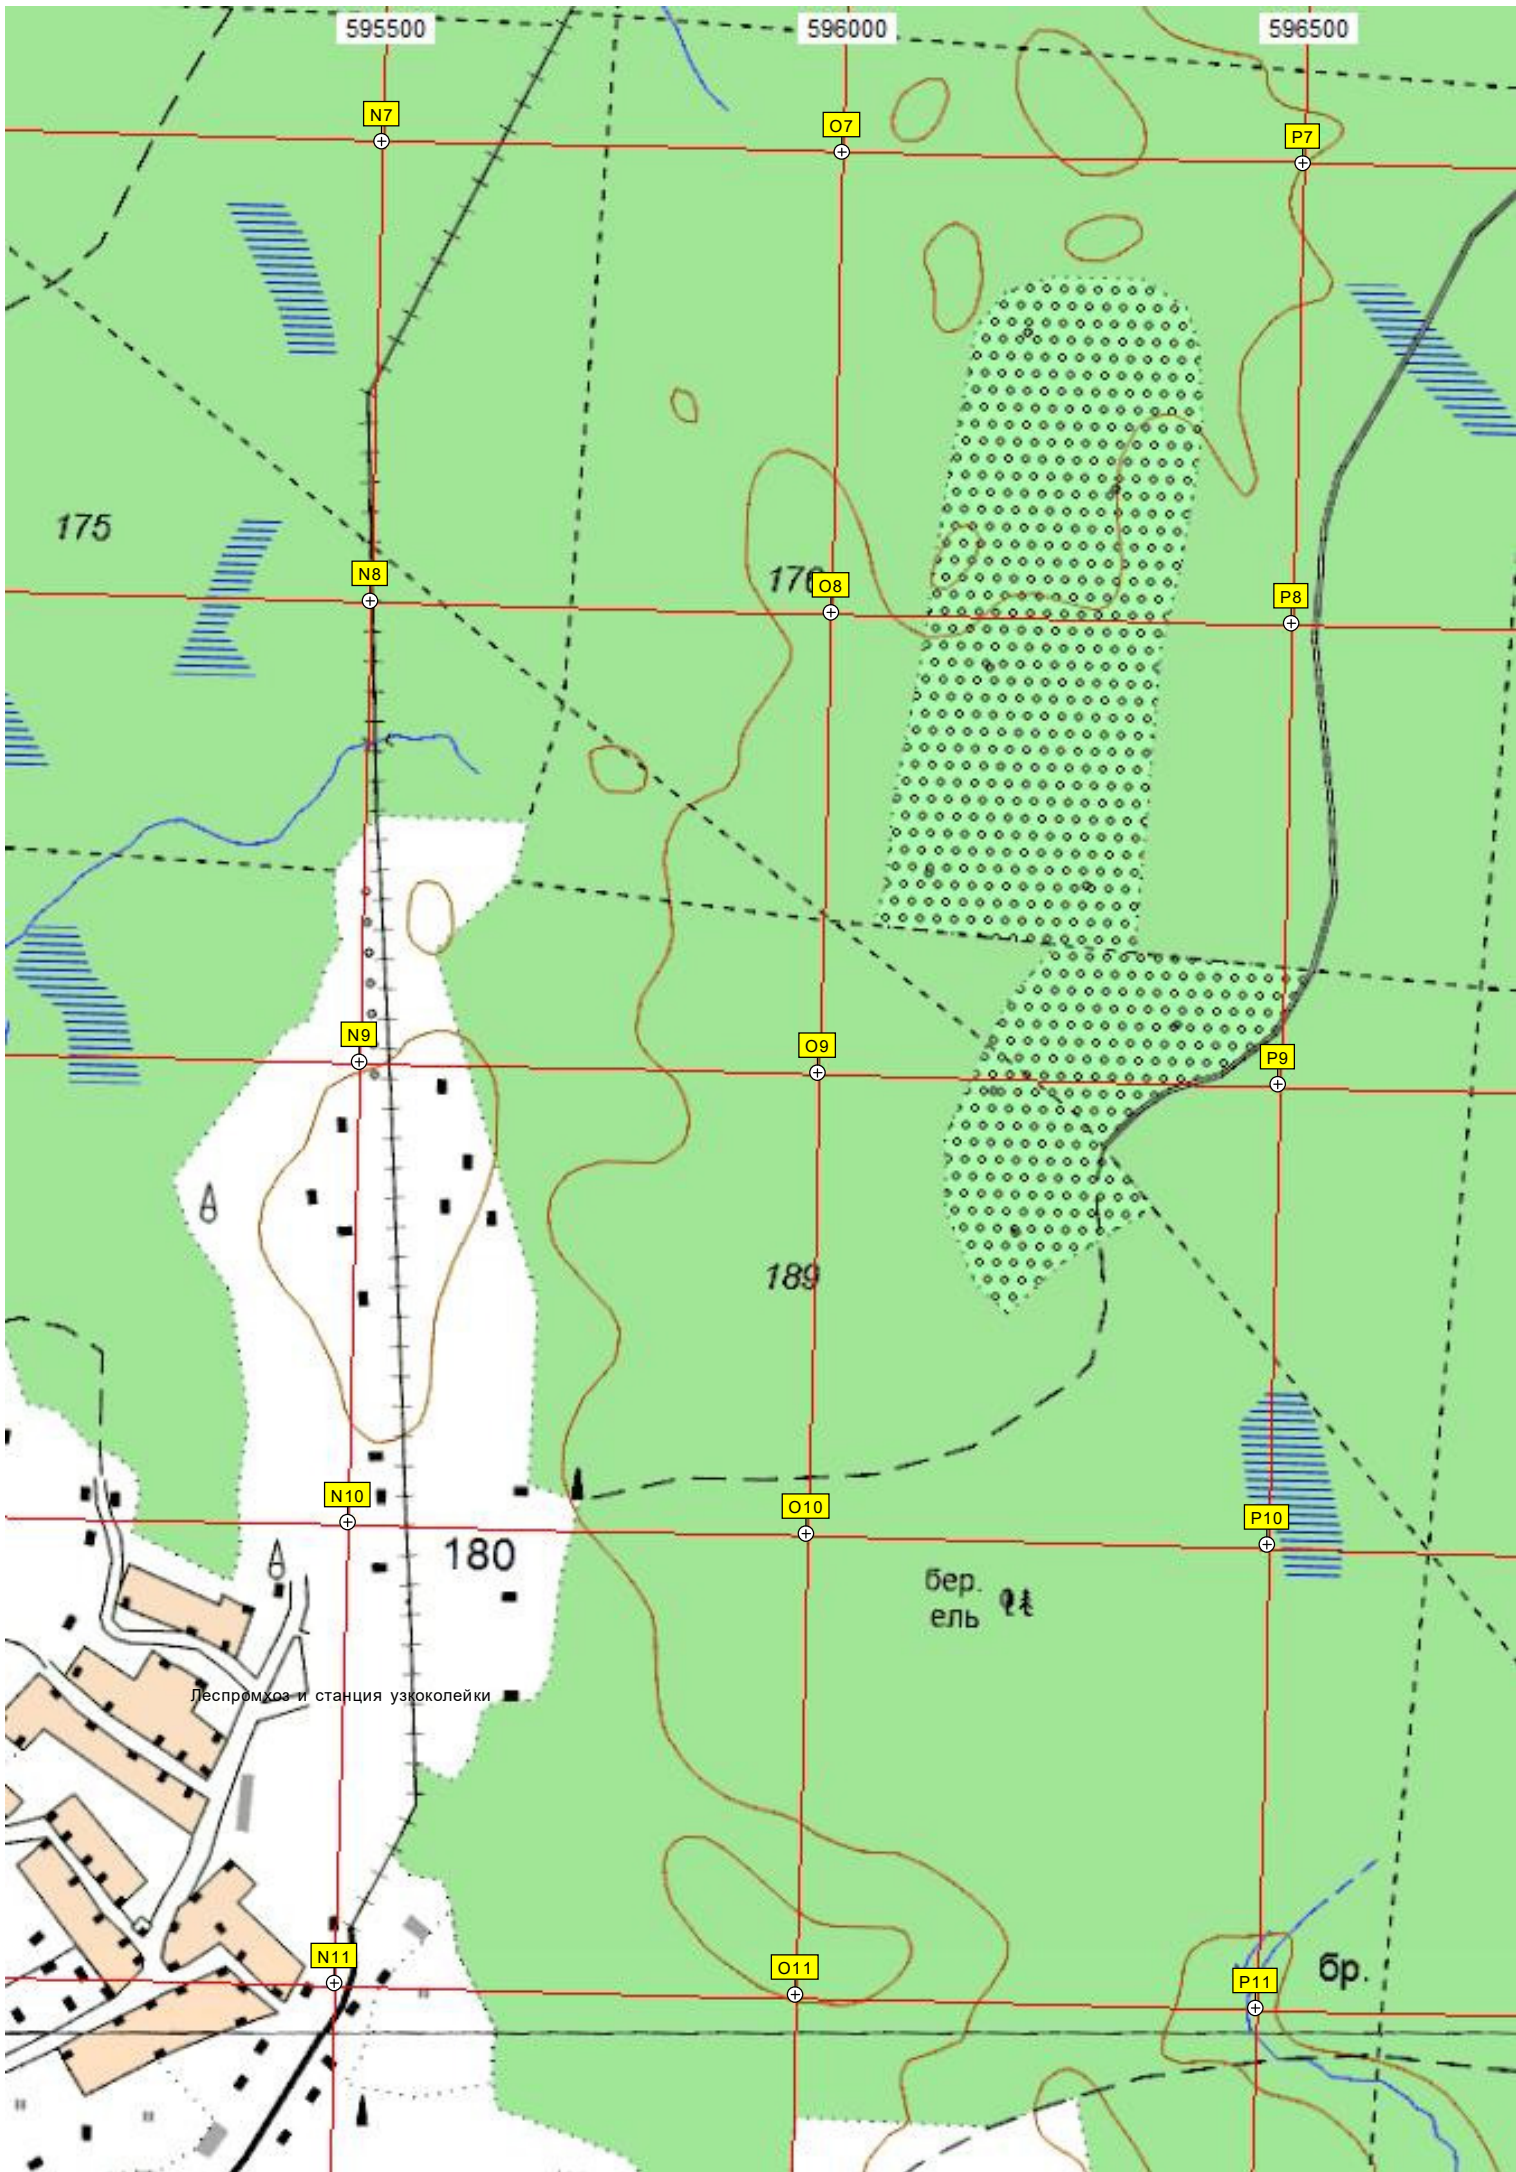 595500 596000 596500
N7 O7 P7
175
N8 O8 P8
N9 O9 P9
189
N10 O10 P10
180
бер.
ель
Леспромхоз и станция узкоколейки
N11 O11 P11
бр.